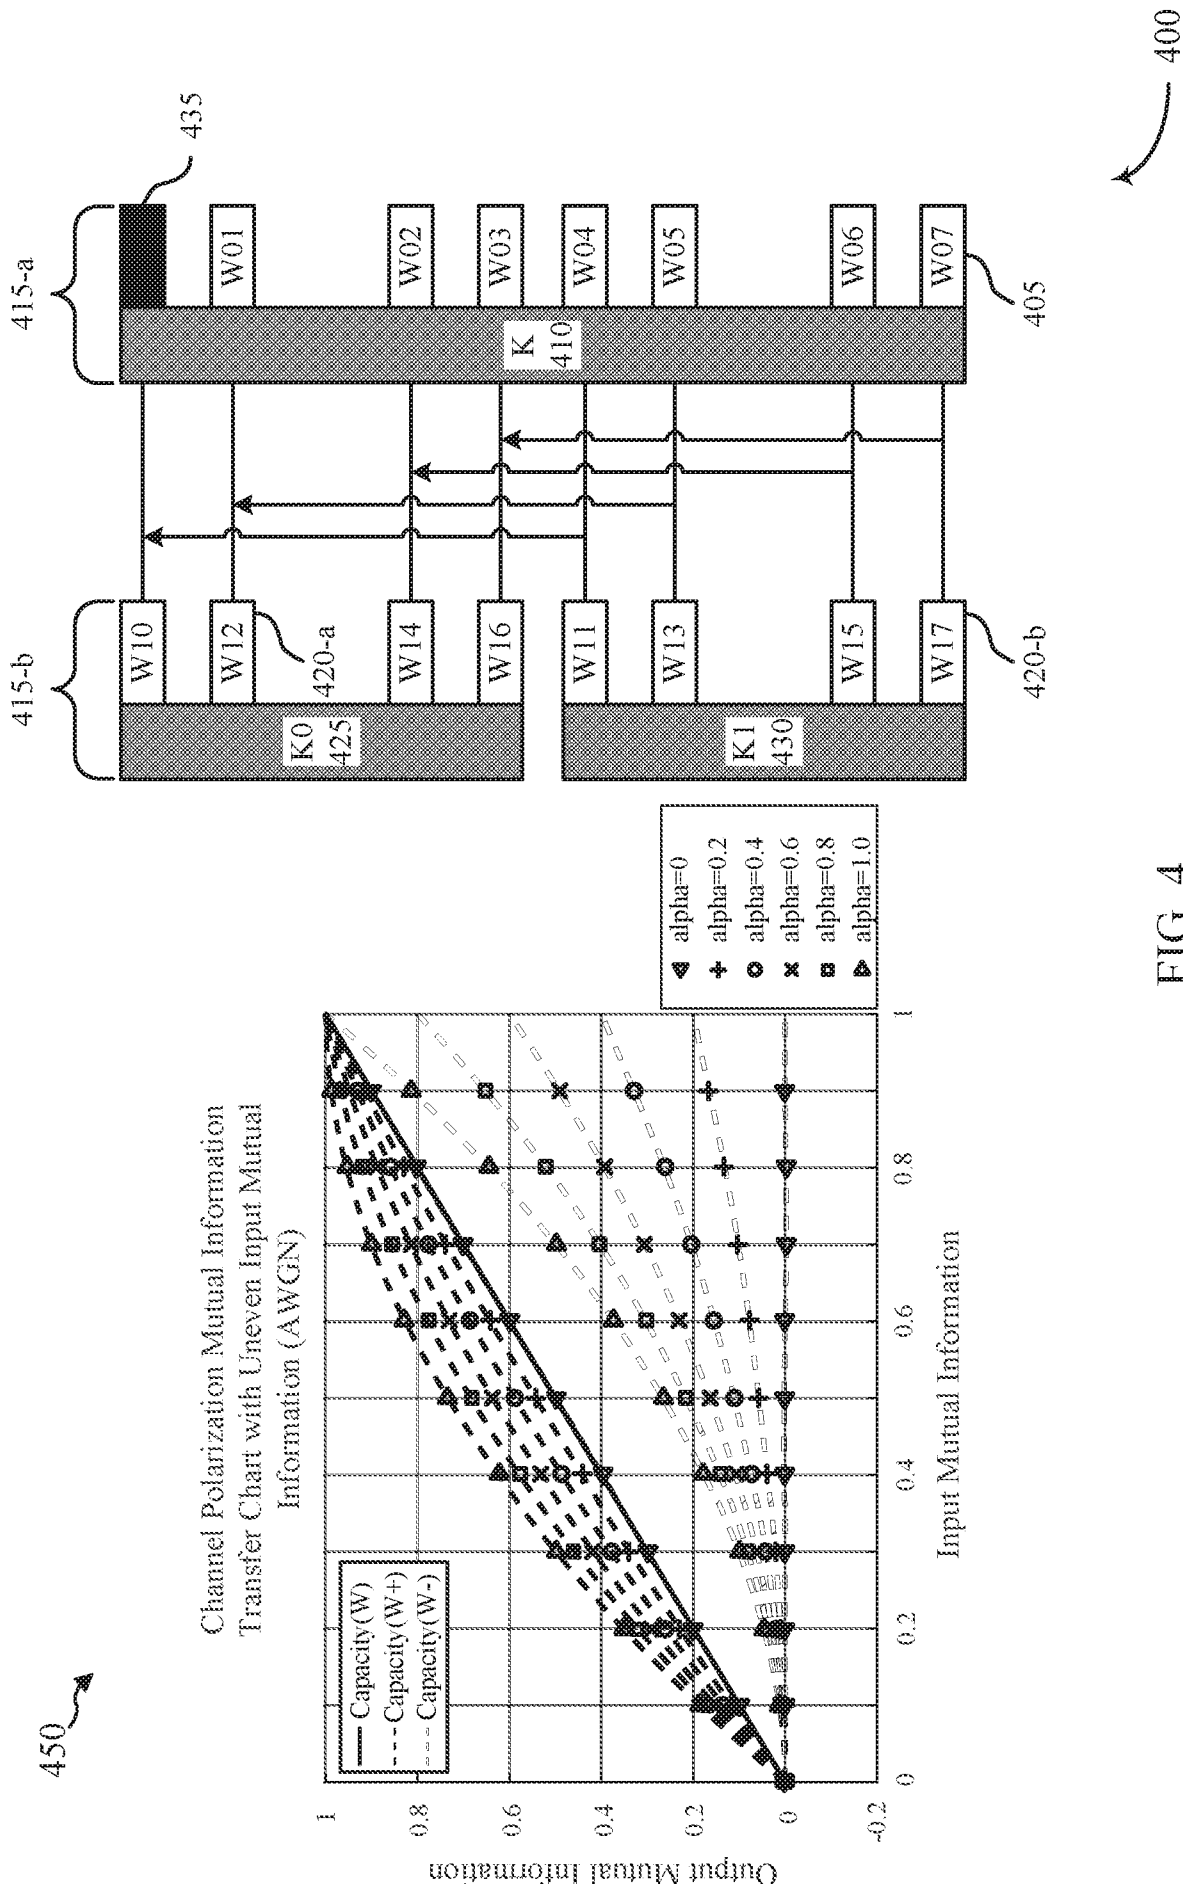 450
Channel Polarization Mutual Information
Transfer Chart with Uneven Input Mutual
Information (AWGN)
Capacity(W)
Capacity(W+)
Capacity(W-)
Output Mutual Information
1
0.8
0.6
0.4
0.2
0
-0.2
0
0.2
0.4
0.6
0.8
1
Input Mutual Information
alpha=0
alpha=0.2
alpha=0.4
alpha=0.6
alpha=0.8
alpha=1.0
415-b
415-a
K0
425
K1
430
W10
W12
W14
W16
W11
W13
W15
W17
420-a
420-b
K
410
W01
W02
W03
W04
W05
W06
W07
435
405
400
FIG. 4